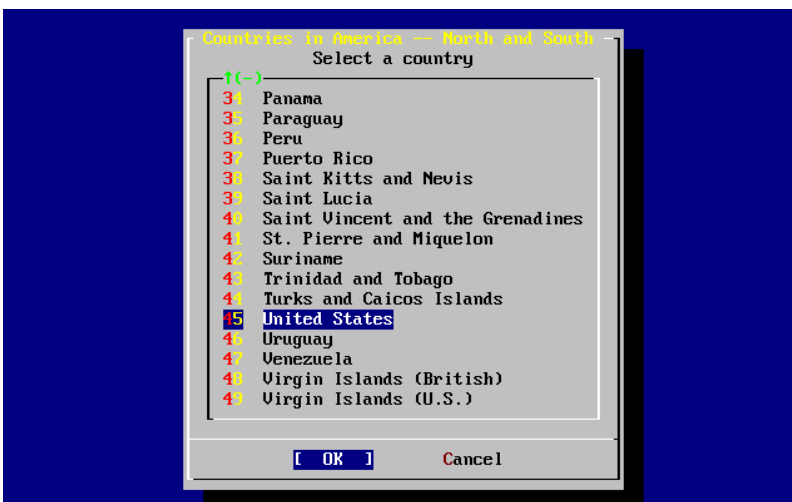 Countries in America -- North and South
Select a country
↑(-)
34 Panama
35 Paraguay
36 Peru
37 Puerto Rico
38 Saint Kitts and Nevis
39 Saint Lucia
40 Saint Vincent and the Grenadines
41 St. Pierre and Miquelon
42 Suriname
43 Trinidad and Tobago
44 Turks and Caicos Islands
45 United States
46 Uruguay
47 Venezuela
48 Virgin Islands (British)
49 Virgin Islands (U.S.)
[ OK ] Cancel